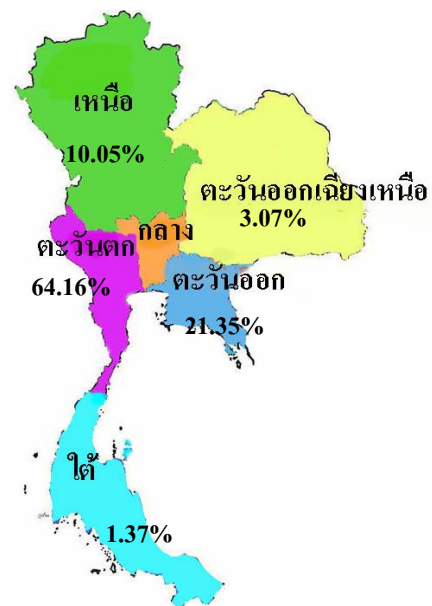 เหนือ
10.05%
ตะวันออกเฉียงเหนือ
3.07%
กลาง
ตะวันตก
64.16%
ตะวันออก
21.35%
ใต้
1.37%